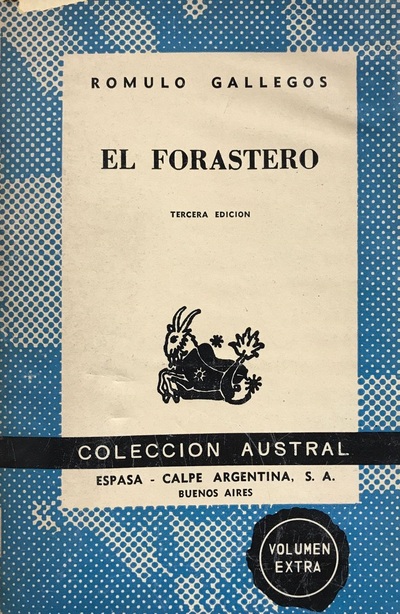 ROMULO GALLEGOS
EL FORASTERO
TERCERA EDICION
COLECCION AUSTRAL
ESPASA - CALPE ARGENTINA, S. A.
BUENOS AIRES
VOLUMEN
EXTRA